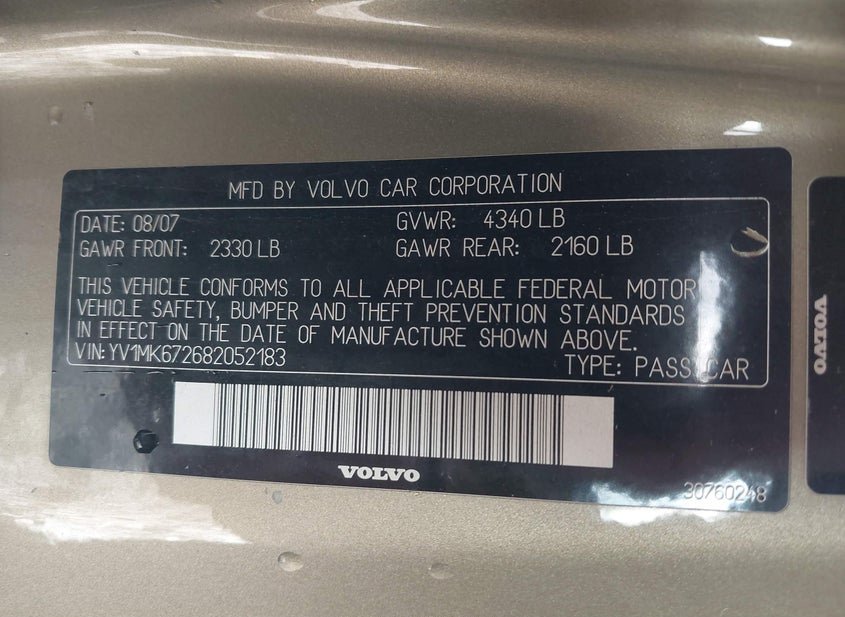 MFD BY VOLVO CAR CORPORATION
DATE: 08/07 GVWR: 4340 LB
GAWR FRONT: 2330 LB GAWR REAR: 2160 LB
THIS VEHICLE CONFORMS TO ALL APPLICABLE FEDERAL MOTOR
VEHICLE SAFETY, BUMPER AND THEFT PREVENTION STANDARDS
IN EFFECT ON THE DATE OF MANUFACTURE SHOWN ABOVE.
VIN: YV1MK672682052183 TYPE: PASS CAR
VOLVO
30760248
VOLVO